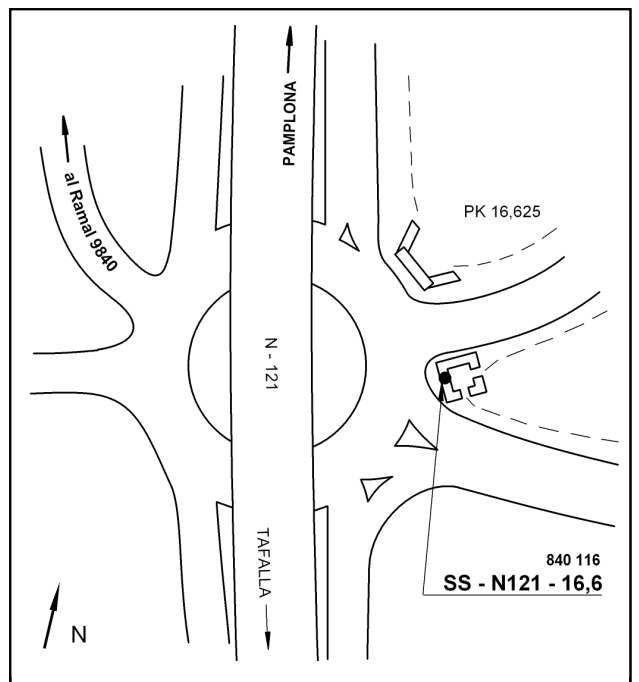 PAMPLONA
al Ramal 9840
PK 16,625
N - 121
TAFALLA
840 116
SS - N121 - 16,6
N